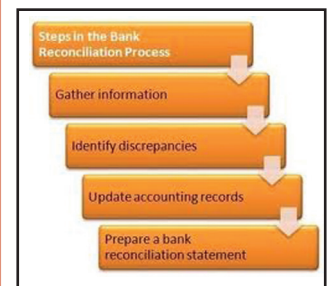 Steps in the Bank
Reconciliation Process
Gather information
Identify discrepancies
Update accounting records
Prepare a bank
reconciliation statement